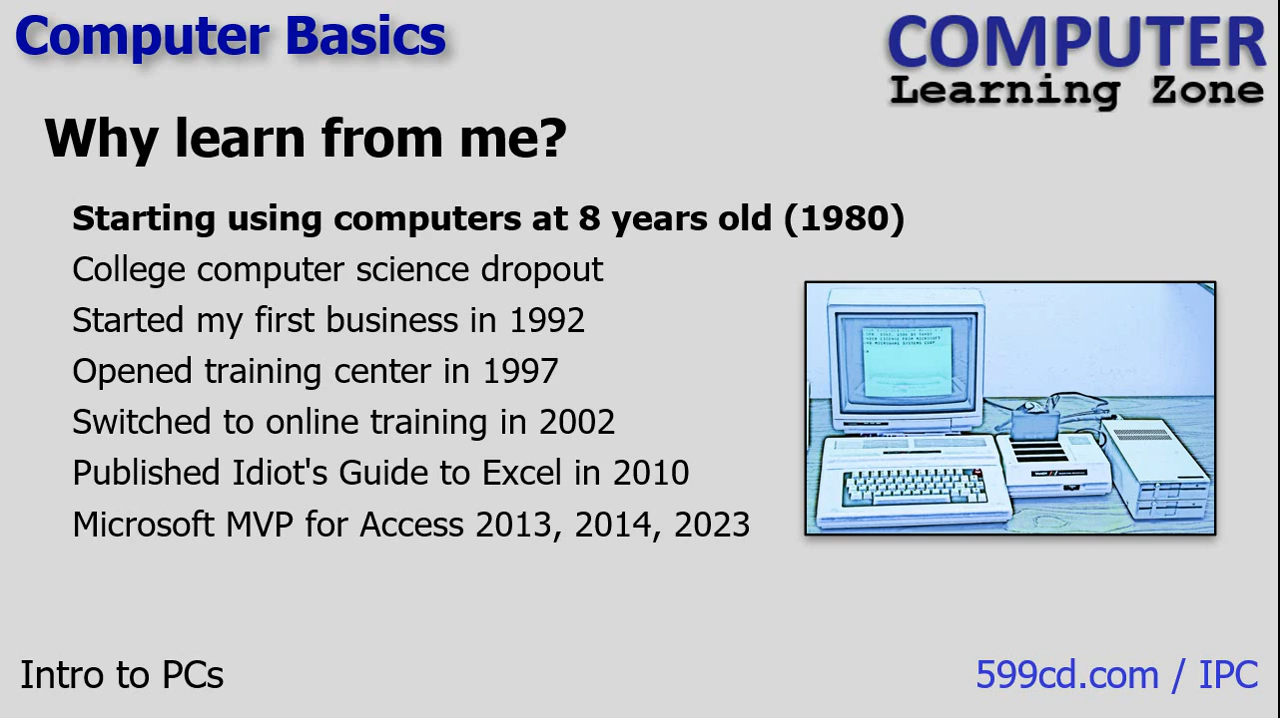 Computer Basics
COMPUTER
Learning Zone
Why learn from me?
Starting using computers at 8 years old (1980)
College computer science dropout
Started my first business in 1992
Opened training center in 1997
Switched to online training in 2002
Published Idiot's Guide to Excel in 2010
Microsoft MVP for Access 2013, 2014, 2023
Intro to PCs
599cd.com / IPC